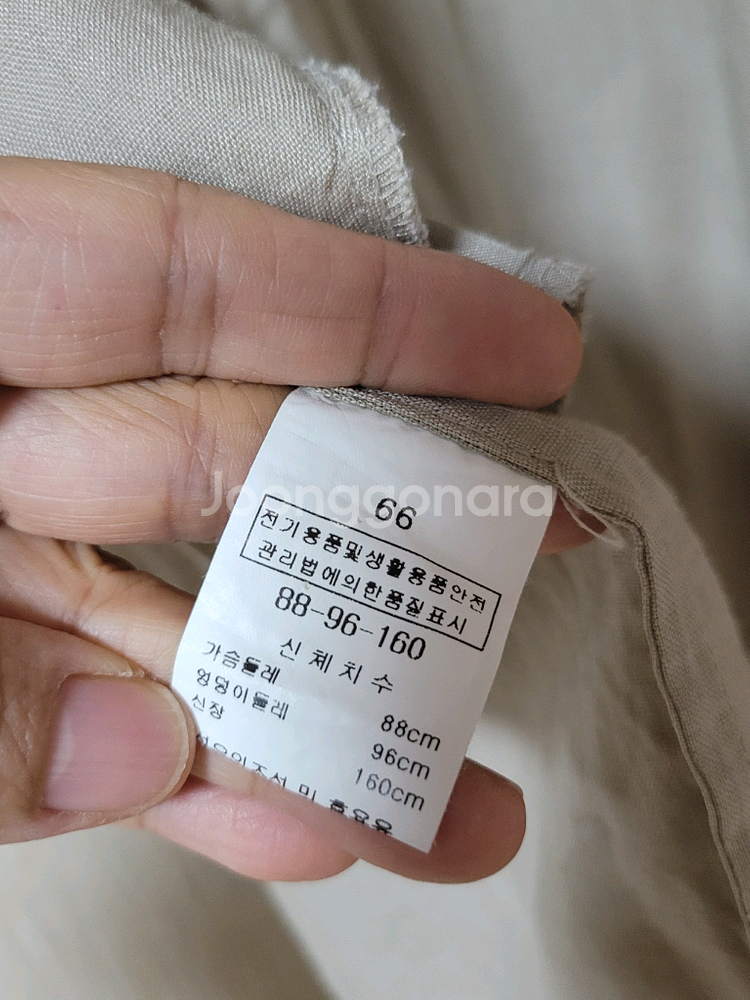 Joonggonara
66
전기용품및생활용품안전
관리법에의한품질표시
88-96-160
신체치수
가슴둘레 88cm
엉덩이둘레 96cm
신장 160cm